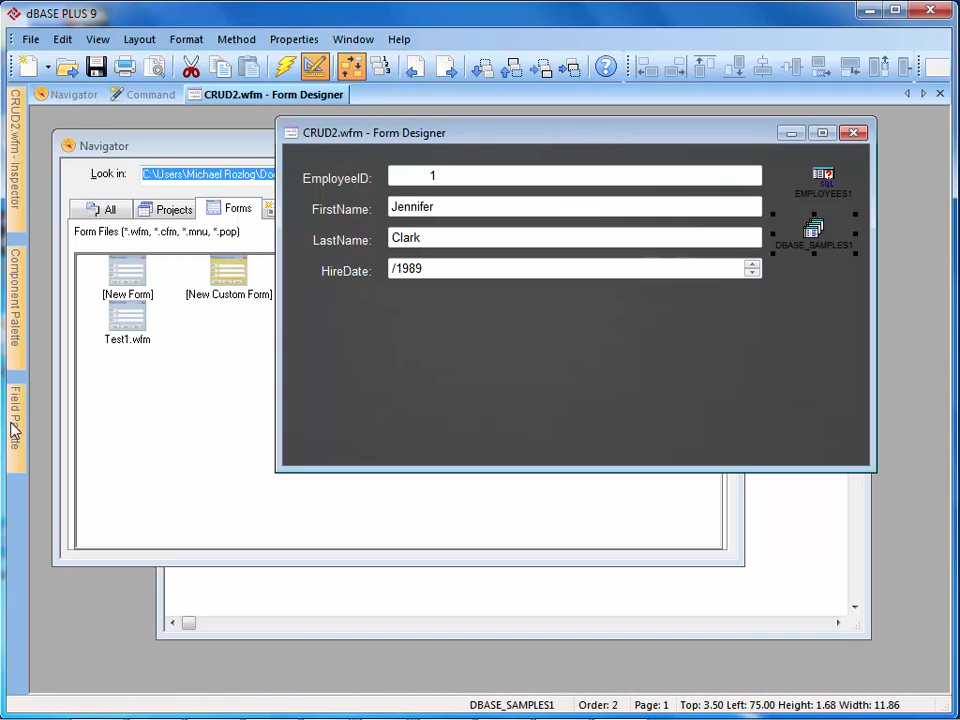 dBASE PLUS 9
File Edit View Layout Format Method Properties Window Help
Navigator Command CRUD2.wfm - Form Designer
CRUD2.wfm - Inspector
Component Palette
Field Palette
Navigator
Look in: C:\Users\Michael Rozlog\Doc
All Projects Forms
Form Files (*.wfm, *.cfm, *.mnu, *.pop)
[New Form] [New Custom Form]
Test1.wfm
CRUD2.wfm - Form Designer
EmployeeID: 1
FirstName: Jennifer
LastName: Clark
HireDate: /1989
SQL
EMPLOYEES1
DBASE_SAMPLES1
DBASE_SAMPLES1 Order: 2 Page: 1 Top: 3.50 Left: 75.00 Height: 1.68 Width: 11.86